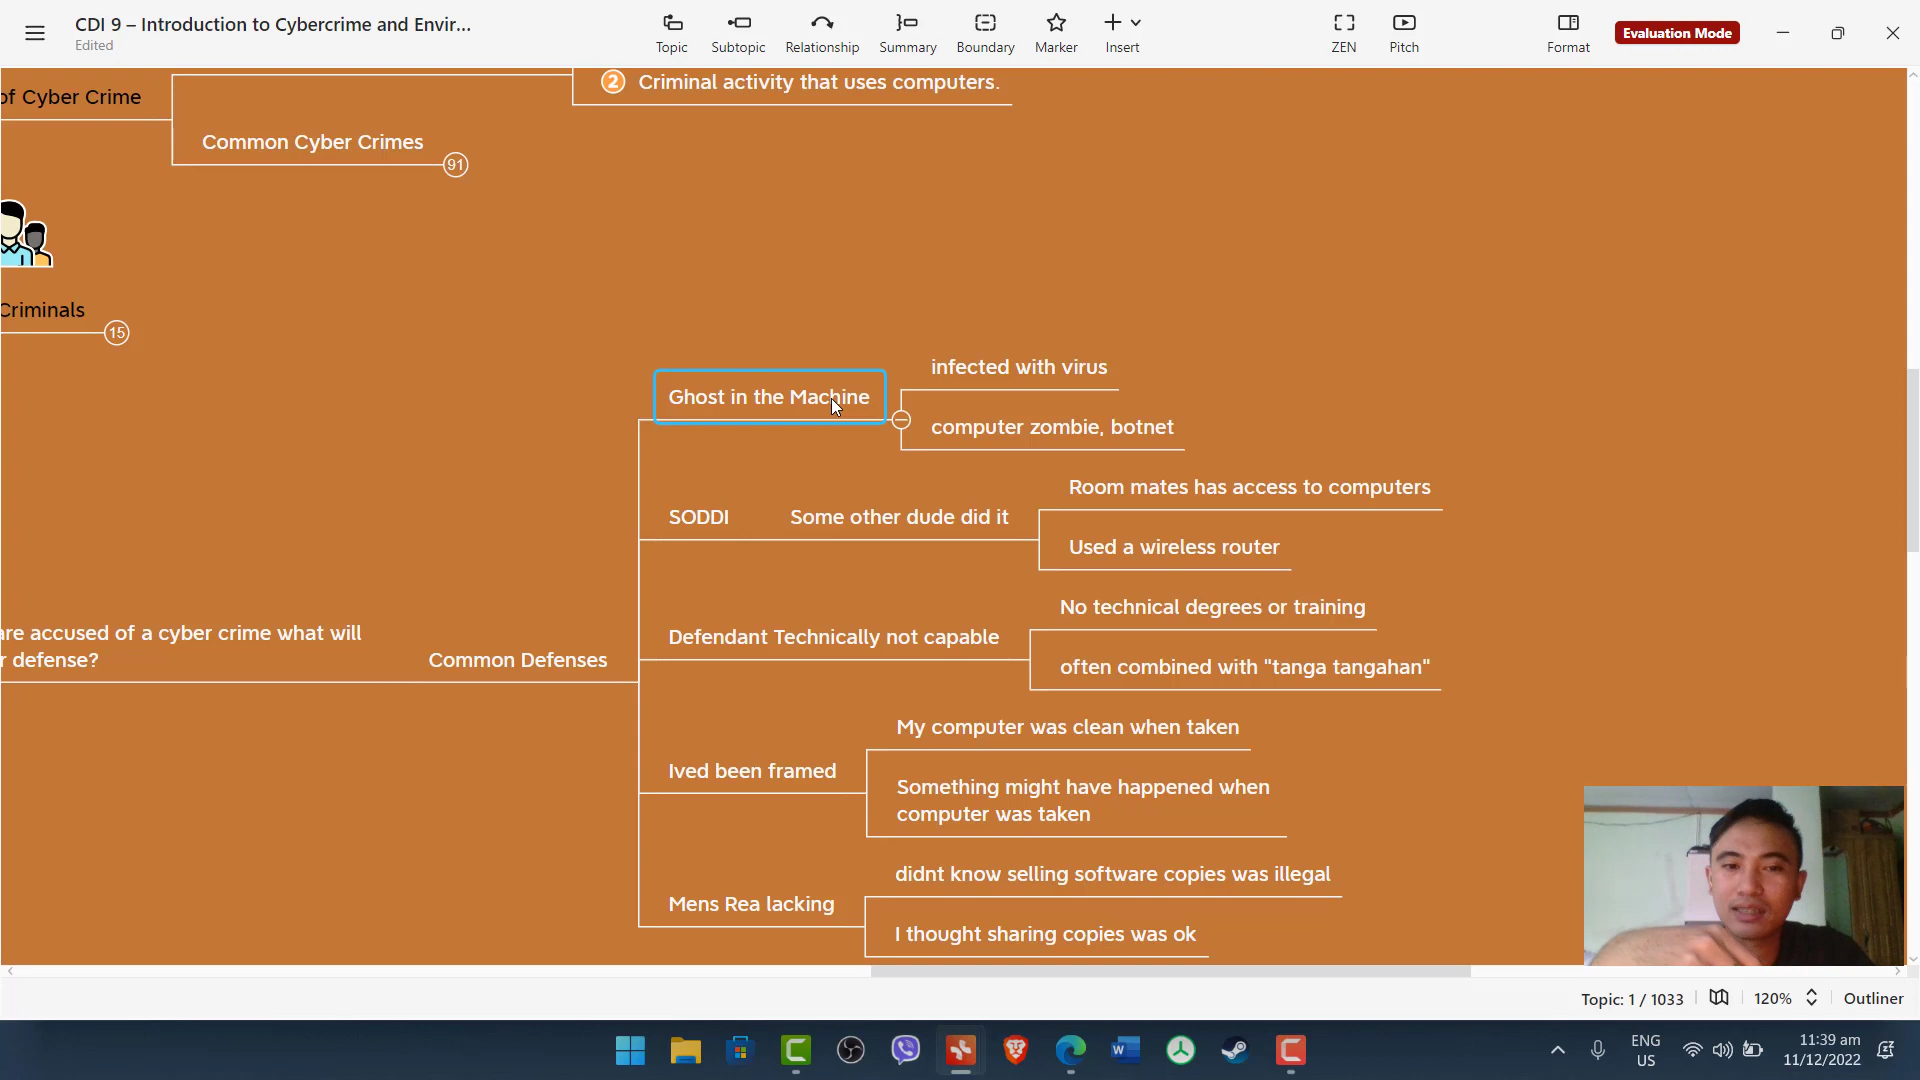 CDI 9 – Introduction to Cybercrime and Envir...
Edited
Topic
Subtopic
Relationship
Summary
Boundary
Marker
Insert
ZEN
Pitch
Format
Evaluation Mode
of Cyber Crime
2 Criminal activity that uses computers.
Common Cyber Crimes
91
Criminals
15
Ghost in the Machine
infected with virus
computer zombie, botnet
SODDI
Some other dude did it
Room mates has access to computers
Used a wireless router
are accused of a cyber crime what will
r defense?
Common Defenses
Defendant Technically not capable
No technical degrees or training
often combined with "tanga tangahan"
Ived been framed
My computer was clean when taken
Something might have happened when
computer was taken
Mens Rea lacking
didnt know selling software copies was illegal
I thought sharing copies was ok
Topic: 1 / 1033
120%
Outliner
ENG
US
11:39 am
11/12/2022